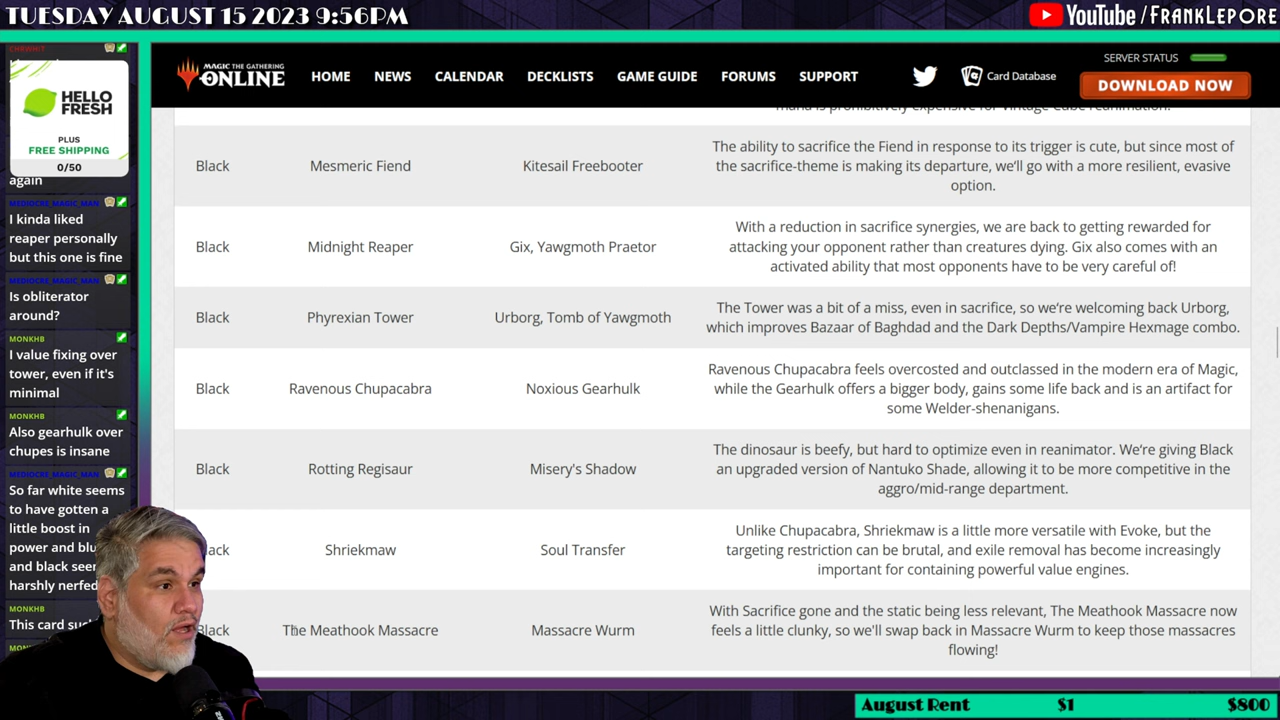 TUESDAY AUGUST 15 2023 9:56PM
YouTube /FRANKLEPORE
HELLO
FRESH
PLUS
FREE SHIPPING
0/50
again
MEDIOCRE_MAGIC_MAN
I kinda liked
reaper personally
but this one is fine
MEDIOCRE_MAGIC_MAN
Is obliterator
around?
MONKHB
I value fixing over
tower, even if it's
minimal
MONKHB
Also gearhulk over
chupes is insane
MEDIOCRE_MAGIC_MAN
So far white seems
to have gotten a
little boost in
power and
and black
harshly nerfed
MONKHB
This card
MAGIC THE GATHERING
ONLINE
HOME NEWS CALENDAR DECKLISTS GAME GUIDE FORUMS SUPPORT
Card Database
SERVER STATUS
DOWNLOAD NOW
mana is prohibitively expensive for Vintage Cube reanimation.
Black Mesmeric Fiend Kitesail Freebooter
The ability to sacrifice the Fiend in response to its trigger is cute, but since most of
the sacrifice-theme is making its departure, we'll go with a more resilient, evasive
option.
Black Midnight Reaper Gix, Yawgmoth Praetor
With a reduction in sacrifice synergies, we are back to getting rewarded for
attacking your opponent rather than creatures dying. Gix also comes with an
activated ability that most opponents have to be very careful of!
Black Phyrexian Tower Urborg, Tomb of Yawgmoth
The Tower was a bit of a miss, even in sacrifice, so we're welcoming back Urborg,
which improves Bazaar of Baghdad and the Dark Depths/Vampire Hexmage combo.
Black Ravenous Chupacabra Noxious Gearhulk
Ravenous Chupacabra feels overcosted and outclassed in the modern era of Magic,
while the Gearhulk offers a bigger body, gains some life back and is an artifact for
some Welder-shenanigans.
Black Rotting Regisaur Misery's Shadow
The dinosaur is beefy, but hard to optimize even in reanimator. We're giving Black
an upgraded version of Nantuko Shade, allowing it to be more competitive in the
aggro/mid-range department.
Shriekmaw Soul Transfer
Unlike Chupacabra, Shriekmaw is a little more versatile with Evoke, but the
targeting restriction can be brutal, and exile removal has become increasingly
important for containing powerful value engines.
Black The Meathook Massacre Massacre Wurm
With Sacrifice gone and the static being less relevant, The Meathook Massacre now
feels a little clunky, so we'll swap back in Massacre Wurm to keep those massacres
flowing!
August Rent $1 $800